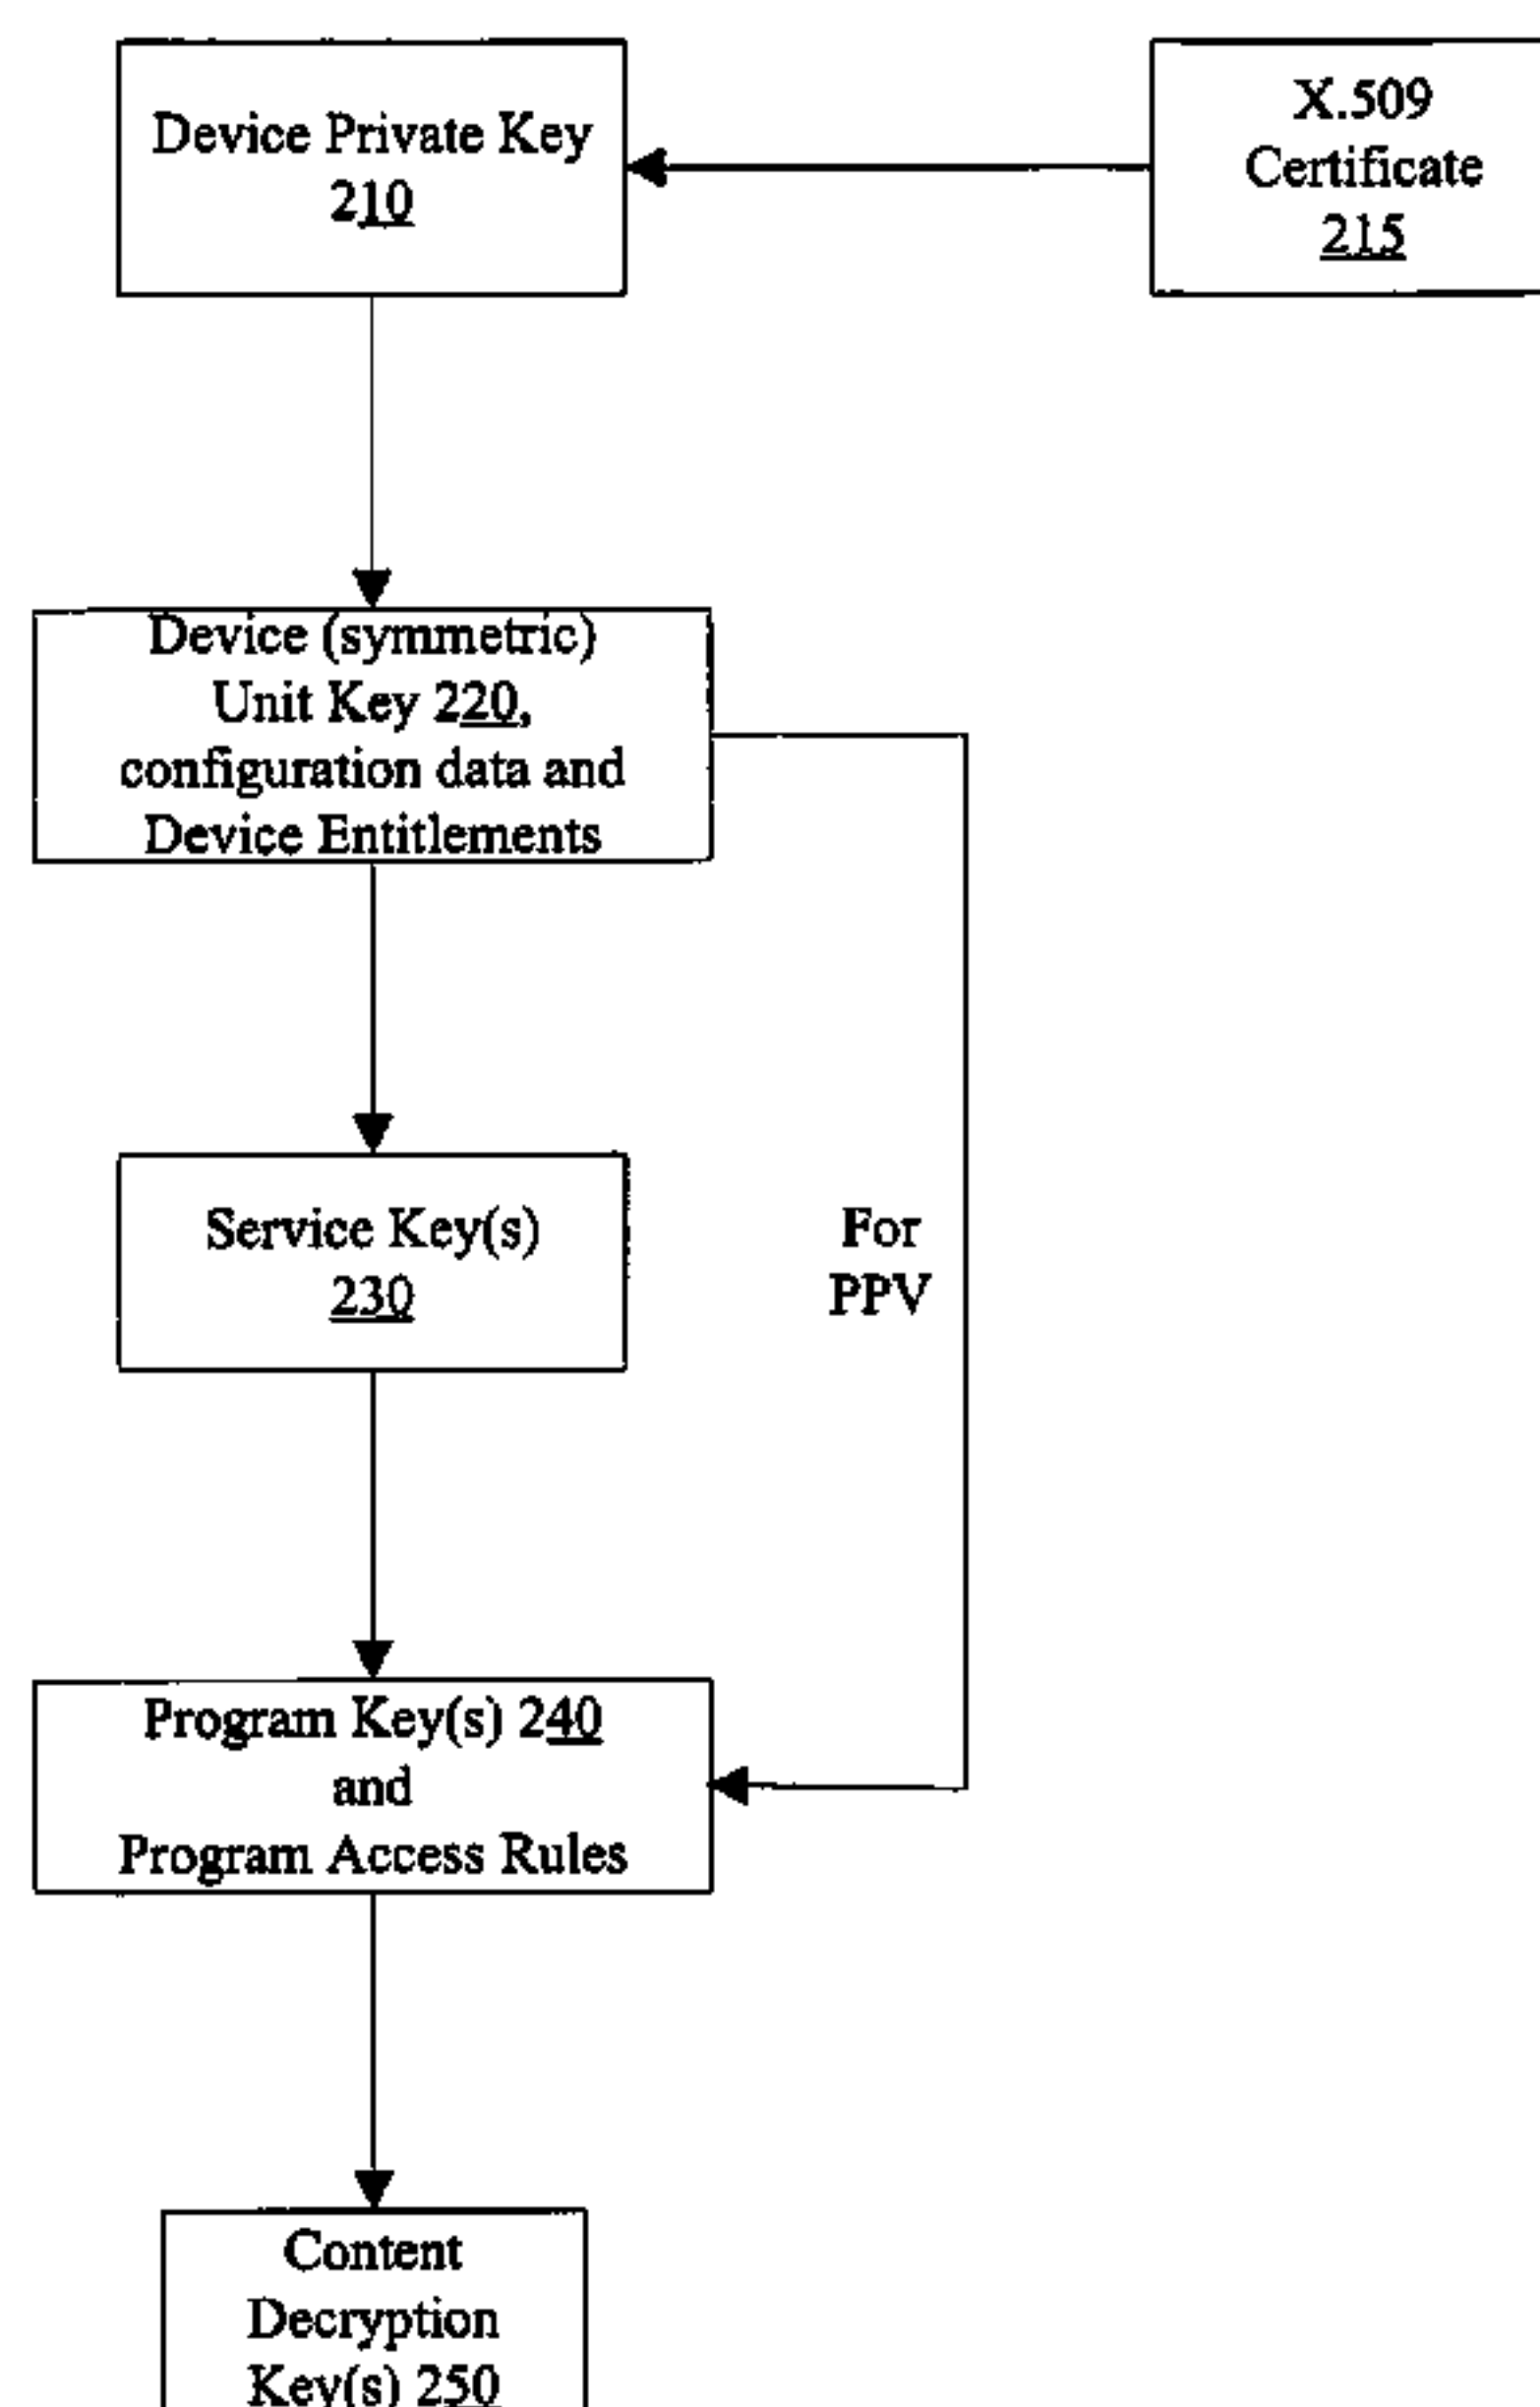 Device Private Key
210
X.509
Certificate
215
Device (symmetric)
Unit Key 220,
configuration data and
Device Entitlements
Service Key(s)
230
For
PPV
Program Key(s) 240
and
Program Access Rules
Content
Decryption
Key(s) 250